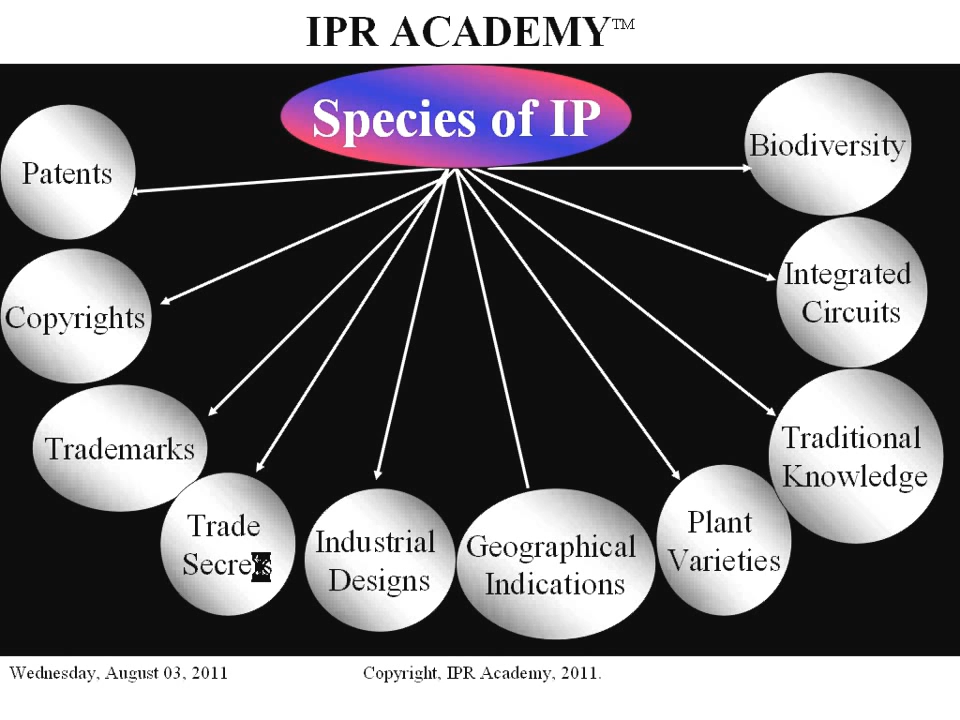 IPR ACADEMY™
Species of IP
Patents
Copyrights
Trademarks
Trade
Industrial
Designs
Geographical
Indications
Plant
Varieties
Traditional
Knowledge
Integrated
Circuits
Biodiversity
Wednesday, August 03, 2011
Copyright, IPR Academy, 2011.